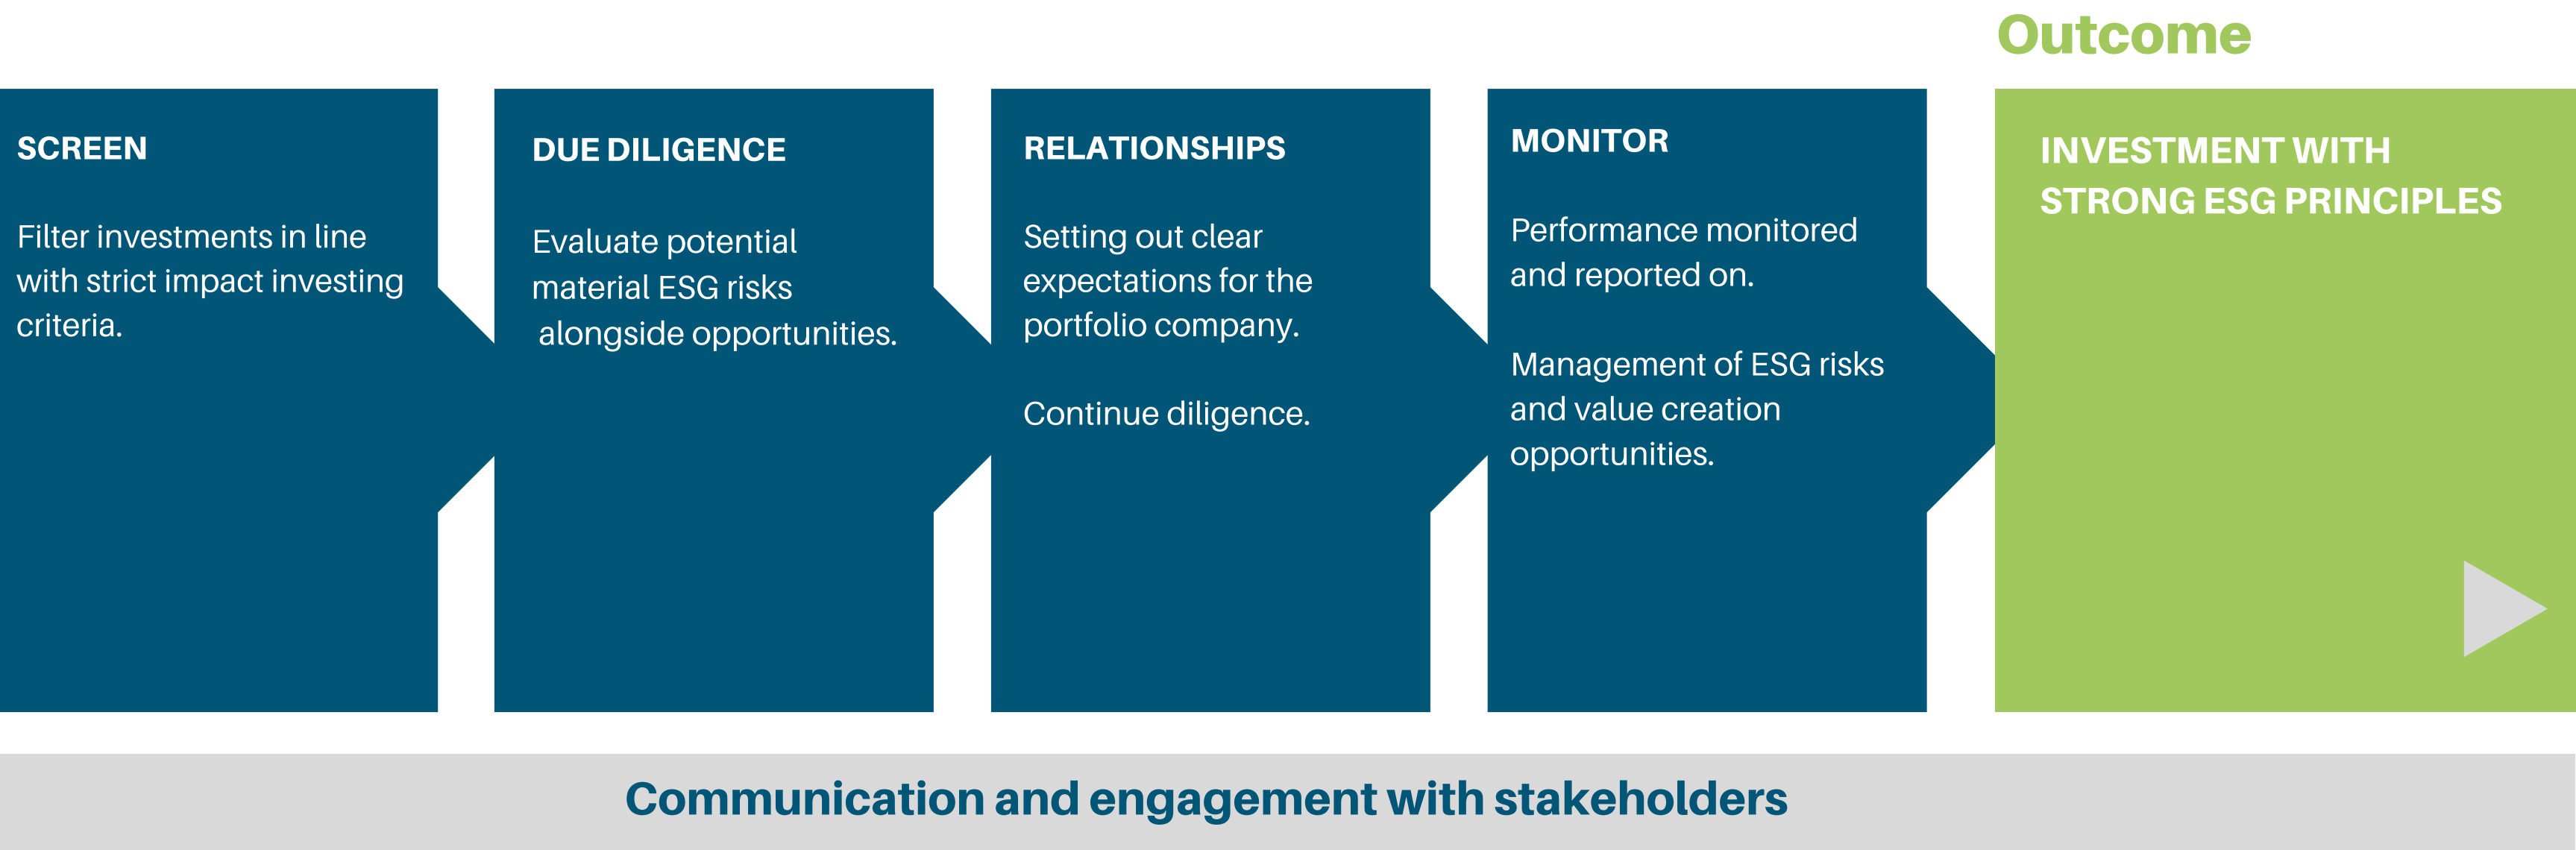 Outcome
SCREEN
Filter investments in line
with strict impact investing
criteria.
DUE DILIGENCE
Evaluate potential
material ESG risks
alongside opportunities.
RELATIONSHIPS
Setting out clear
expectations for the
portfolio company.
Continue diligence.
MONITOR
Performance monitored
and reported on.
Management of ESG risks
and value creation
opportunities.
INVESTMENT WITH
STRONG ESG PRINCIPLES
Communication and engagement with stakeholders